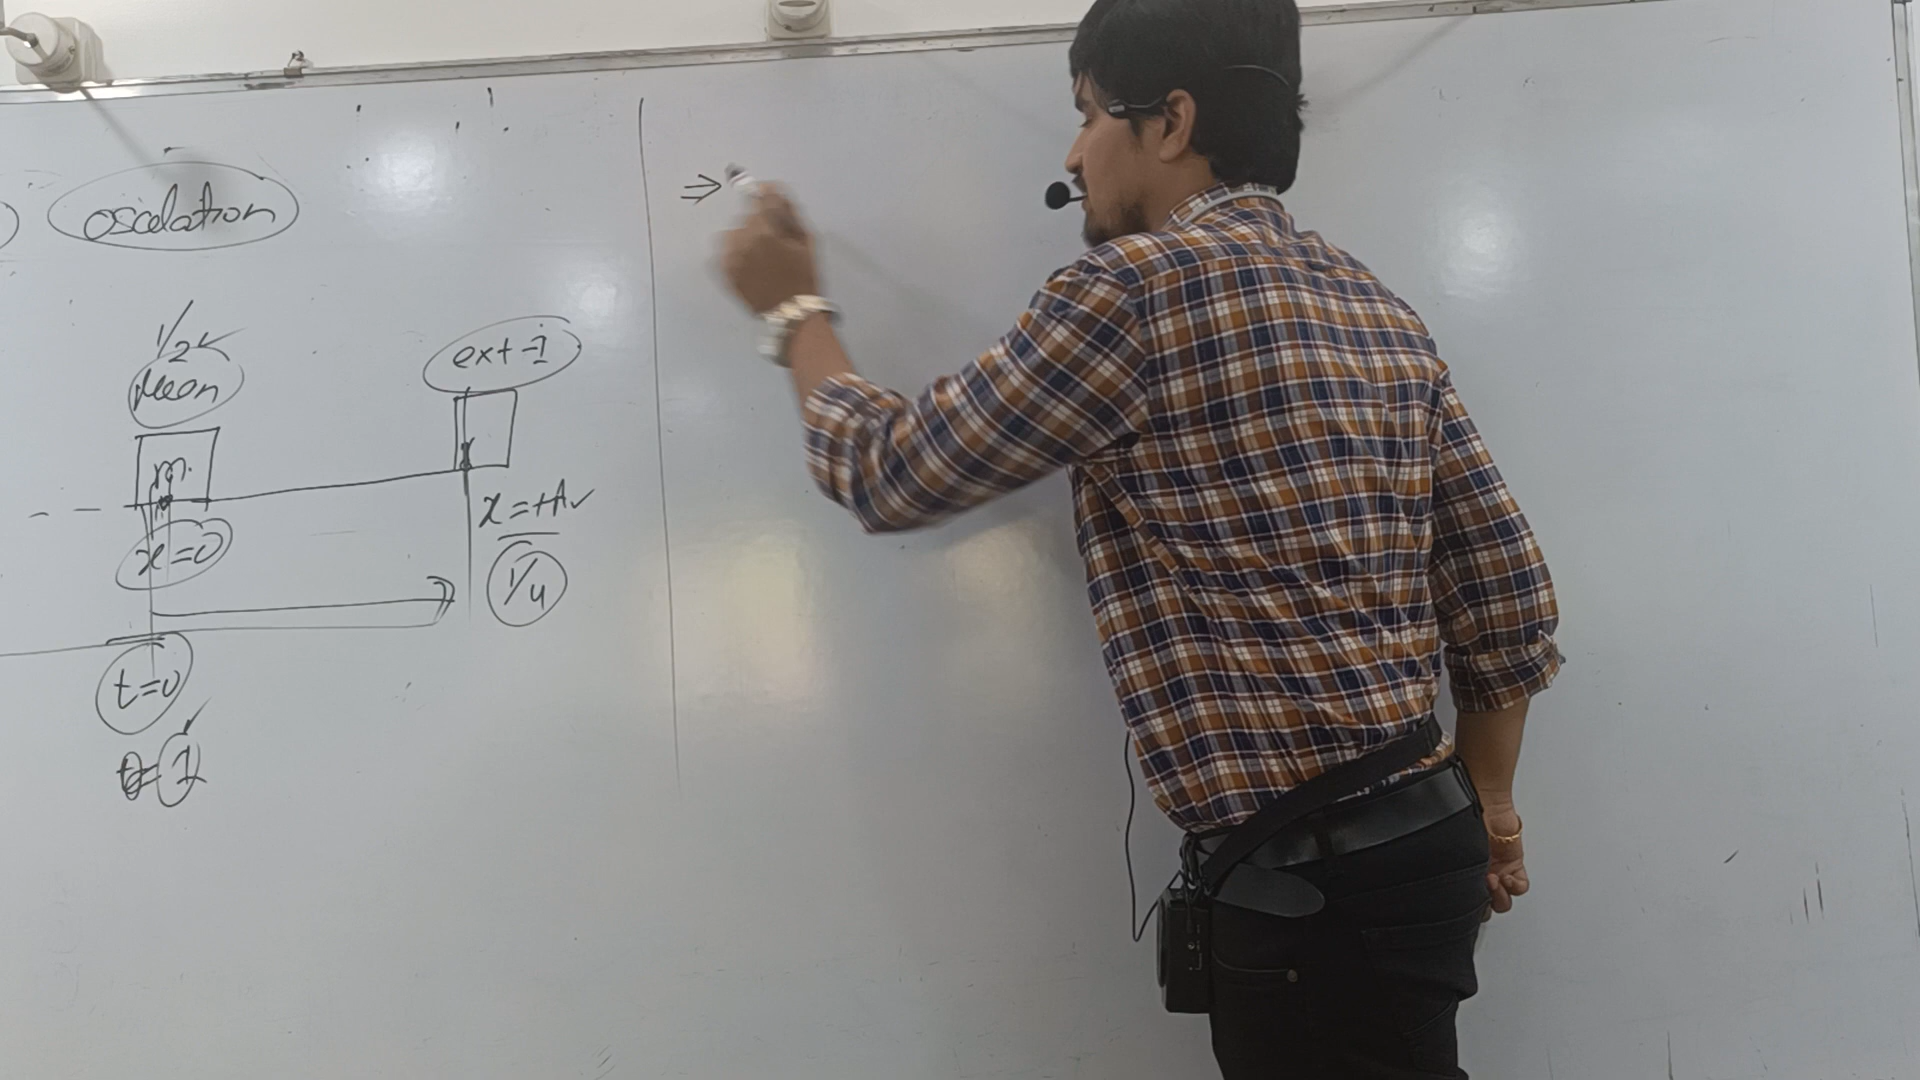 oscelation
1/2
Mean
ext-1
m
x=0
x=+A
1/4
t=0
1
⇒